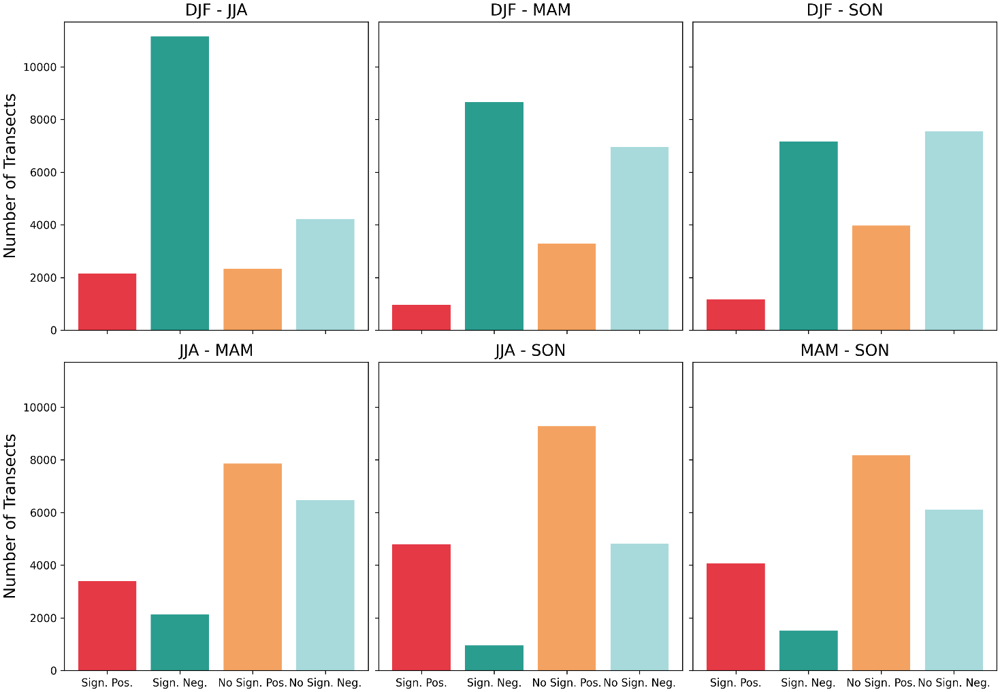 DJF - JJA
DJF - MAM
DJF - SON
Number of Transects
10000
8000
6000
4000
2000
0
JJA - MAM
JJA - SON
MAM - SON
Number of Transects
10000
8000
6000
4000
2000
0
Sign. Pos. Sign. Neg. No Sign. Pos. No Sign. Neg.
Sign. Pos. Sign. Neg. No Sign. Pos. No Sign. Neg.
Sign. Pos. Sign. Neg. No Sign. Pos. No Sign. Neg.